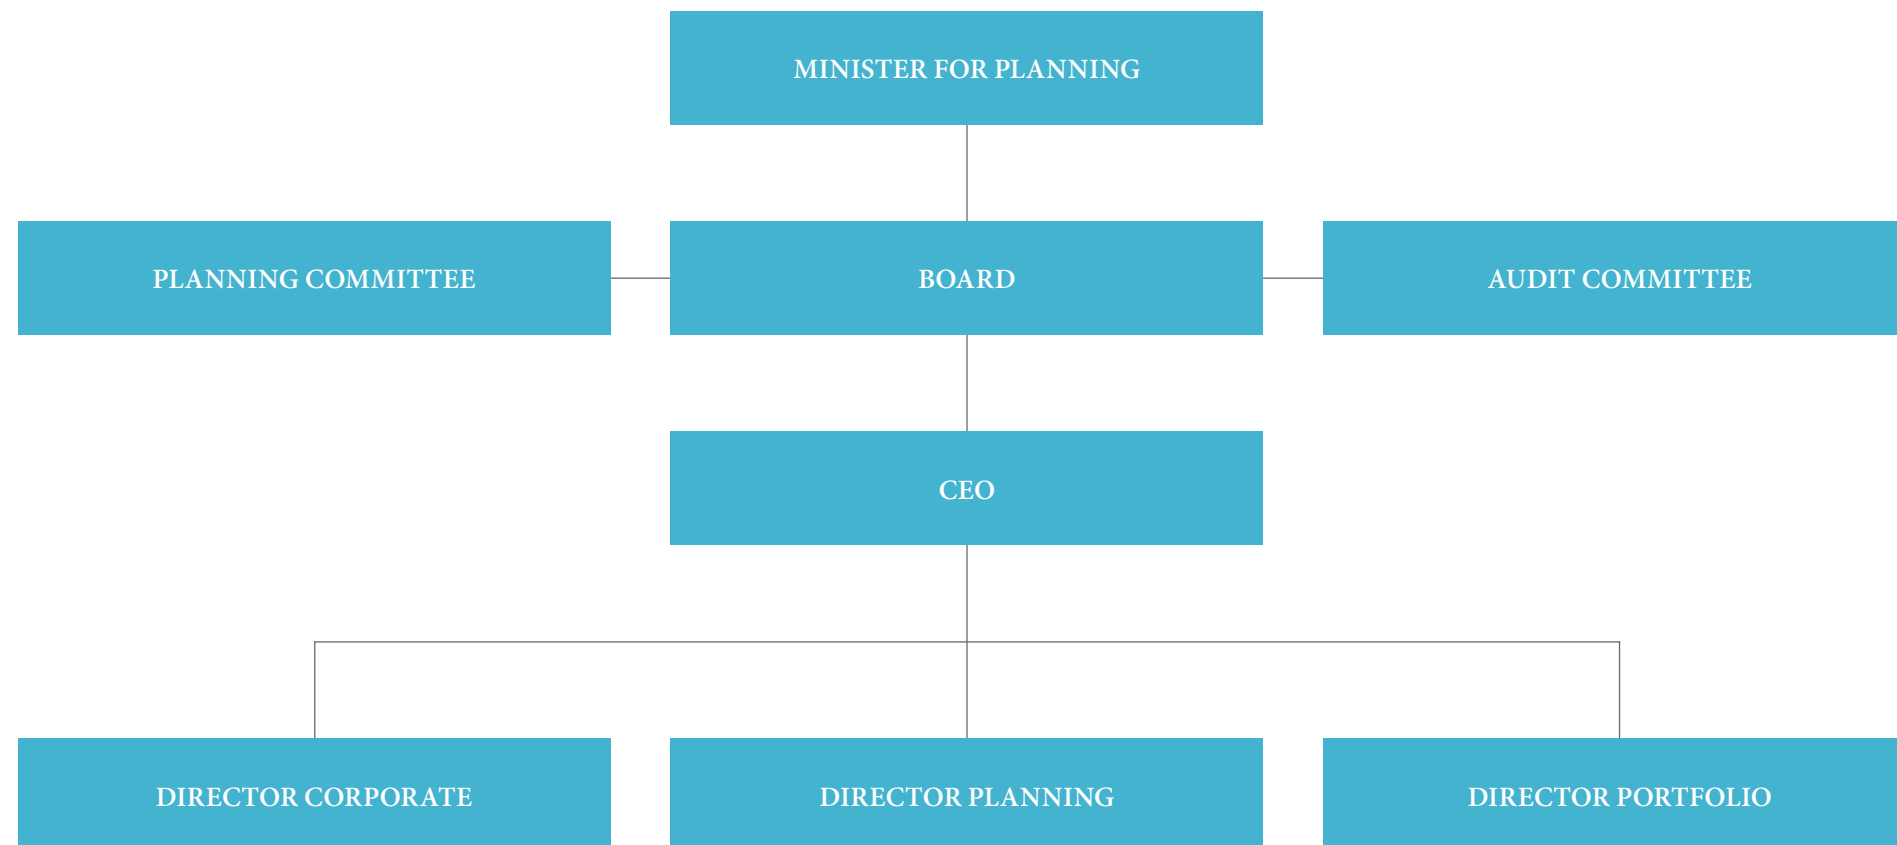 MINISTER FOR PLANNING
PLANNING COMMITTEE
BOARD
AUDIT COMMITTEE
CEO
DIRECTOR CORPORATE
DIRECTOR PLANNING
DIRECTOR PORTFOLIO